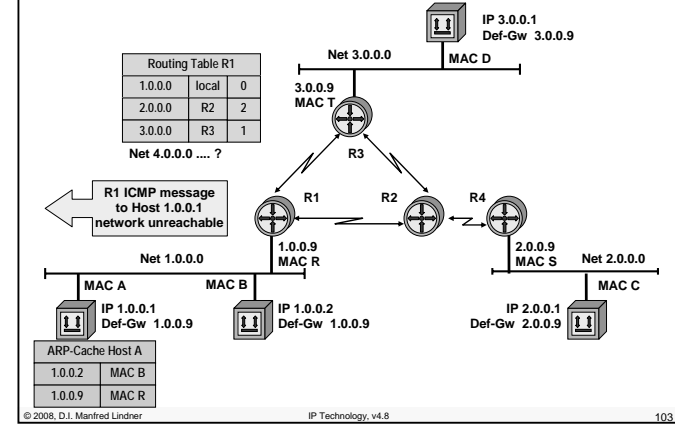 IP 3.0.0.1
Def-Gw 3.0.0.9
Net 3.0.0.0
MAC D
Routing Table R1
1.0.0.0 local 0
2.0.0.0 R2 2
3.0.0.0 R3 1
Net 4.0.0.0 .... ?
3.0.0.9
MAC T
R3
R1 ICMP message
to Host 1.0.0.1
network unreachable
R1
R2
R4
1.0.0.9
MAC R
2.0.0.9
MAC S
Net 1.0.0.0
Net 2.0.0.0
MAC A
MAC B
MAC C
IP 1.0.0.1
Def-Gw 1.0.0.9
IP 1.0.0.2
Def-Gw 1.0.0.9
IP 2.0.0.1
Def-Gw 2.0.0.9
ARP-Cache Host A
1.0.0.2 MAC B
1.0.0.9 MAC R
© 2008, D.I. Manfred Lindner
IP Technology, v4.8
103